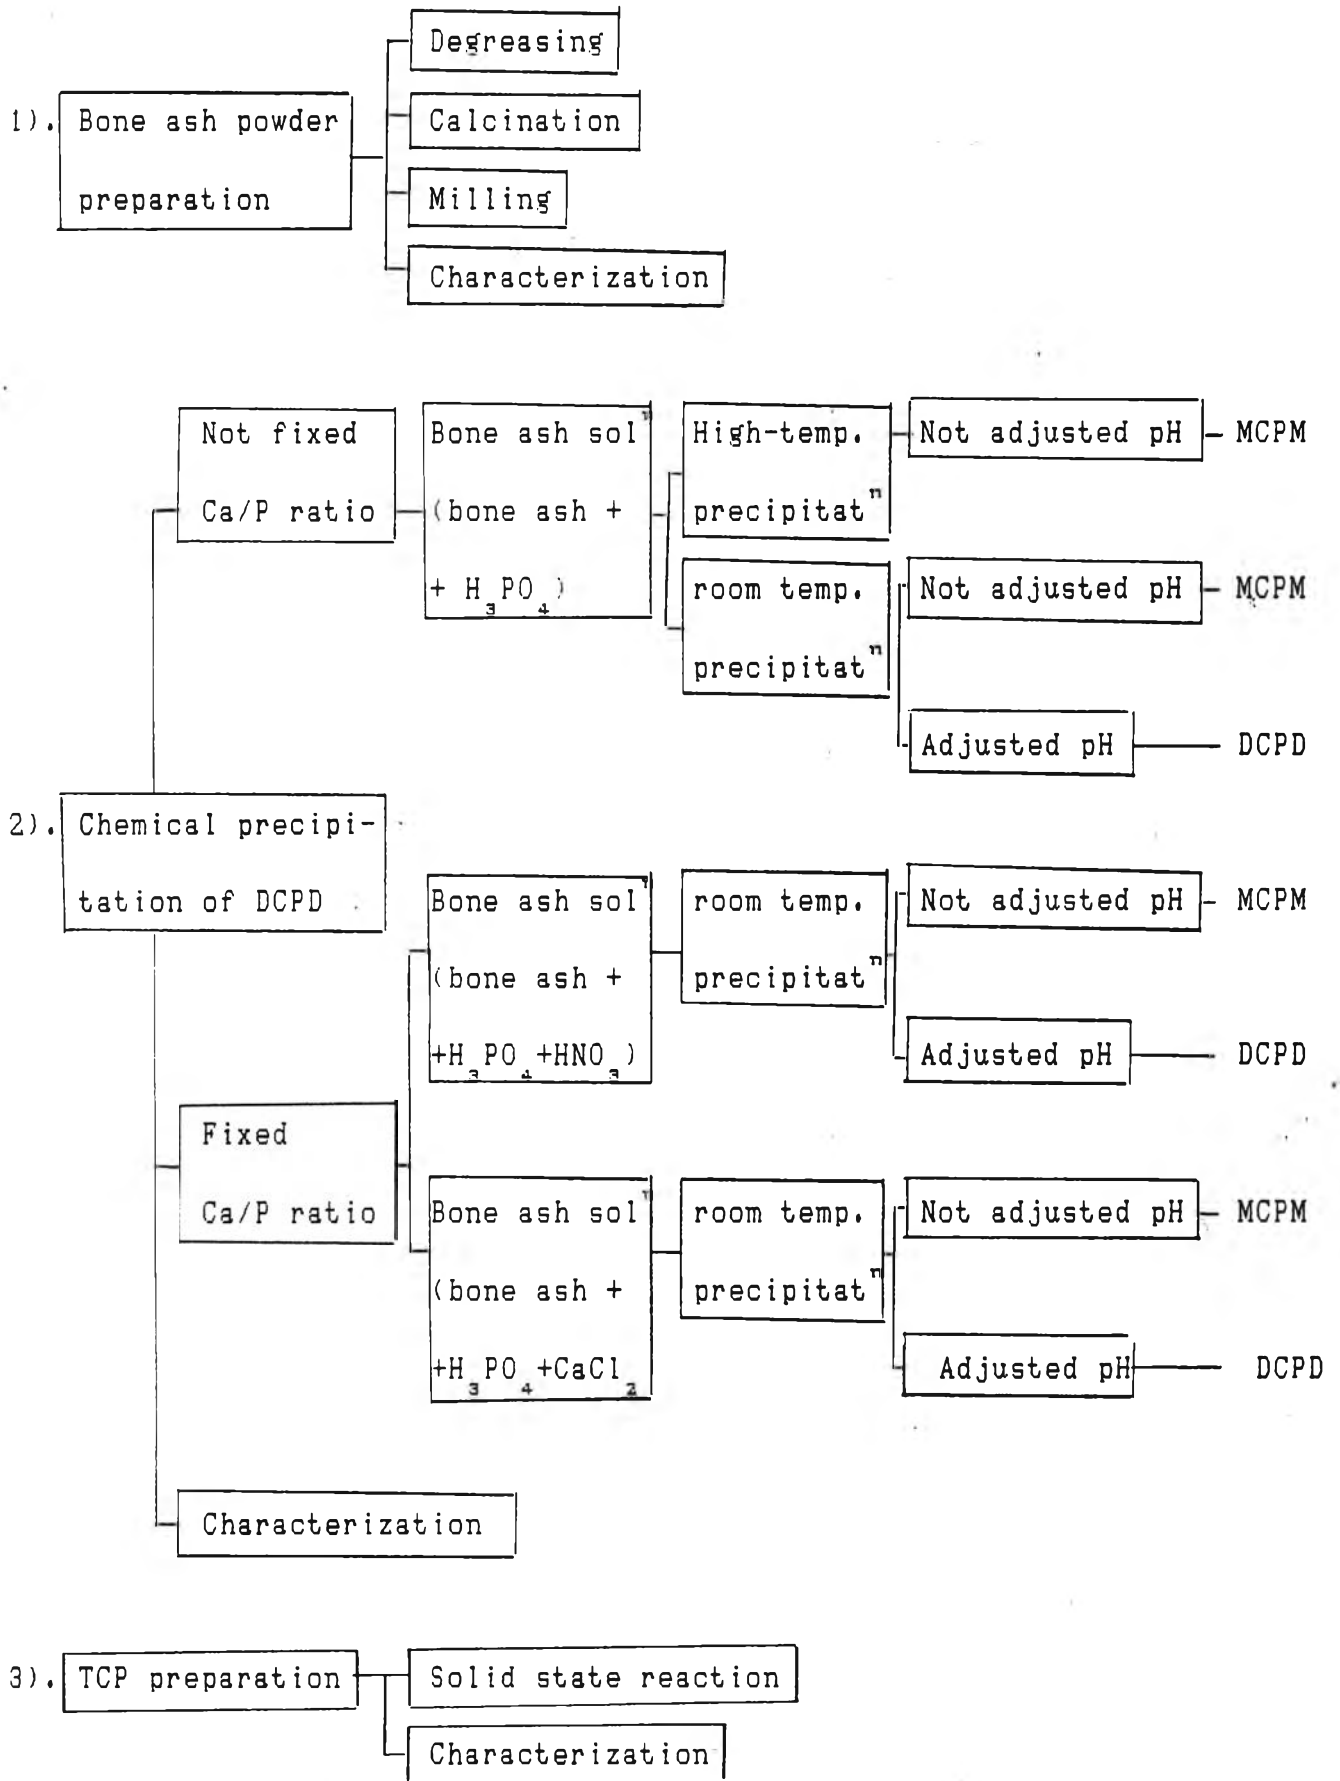 Degreasing
1). Bone ash powder
preparation
Calcination
Milling
Characterization
Not fixed
Ca/P ratio
Bone ash solⁿ
(bone ash +
+ H₃PO₄)
High-temp.
precipitatⁿ
Not adjusted pH
MCPM
room temp.
precipitatⁿ
Not adjusted pH
MCPM
Adjusted pH
DCPD
2). Chemical precipi-
tation of DCPD
Bone ash solⁿ
(bone ash +
+H₃PO₄+HNO₃)
room temp.
precipitatⁿ
Not adjusted pH
MCPM
Adjusted pH
DCPD
Fixed
Ca/P ratio
Bone ash solⁿ
(bone ash +
+H₃PO₄+CaCl₂
room temp.
precipitatⁿ
Not adjusted pH
MCPM
Adjusted pH
DCPD
Characterization
3). TCP preparation
Solid state reaction
Characterization